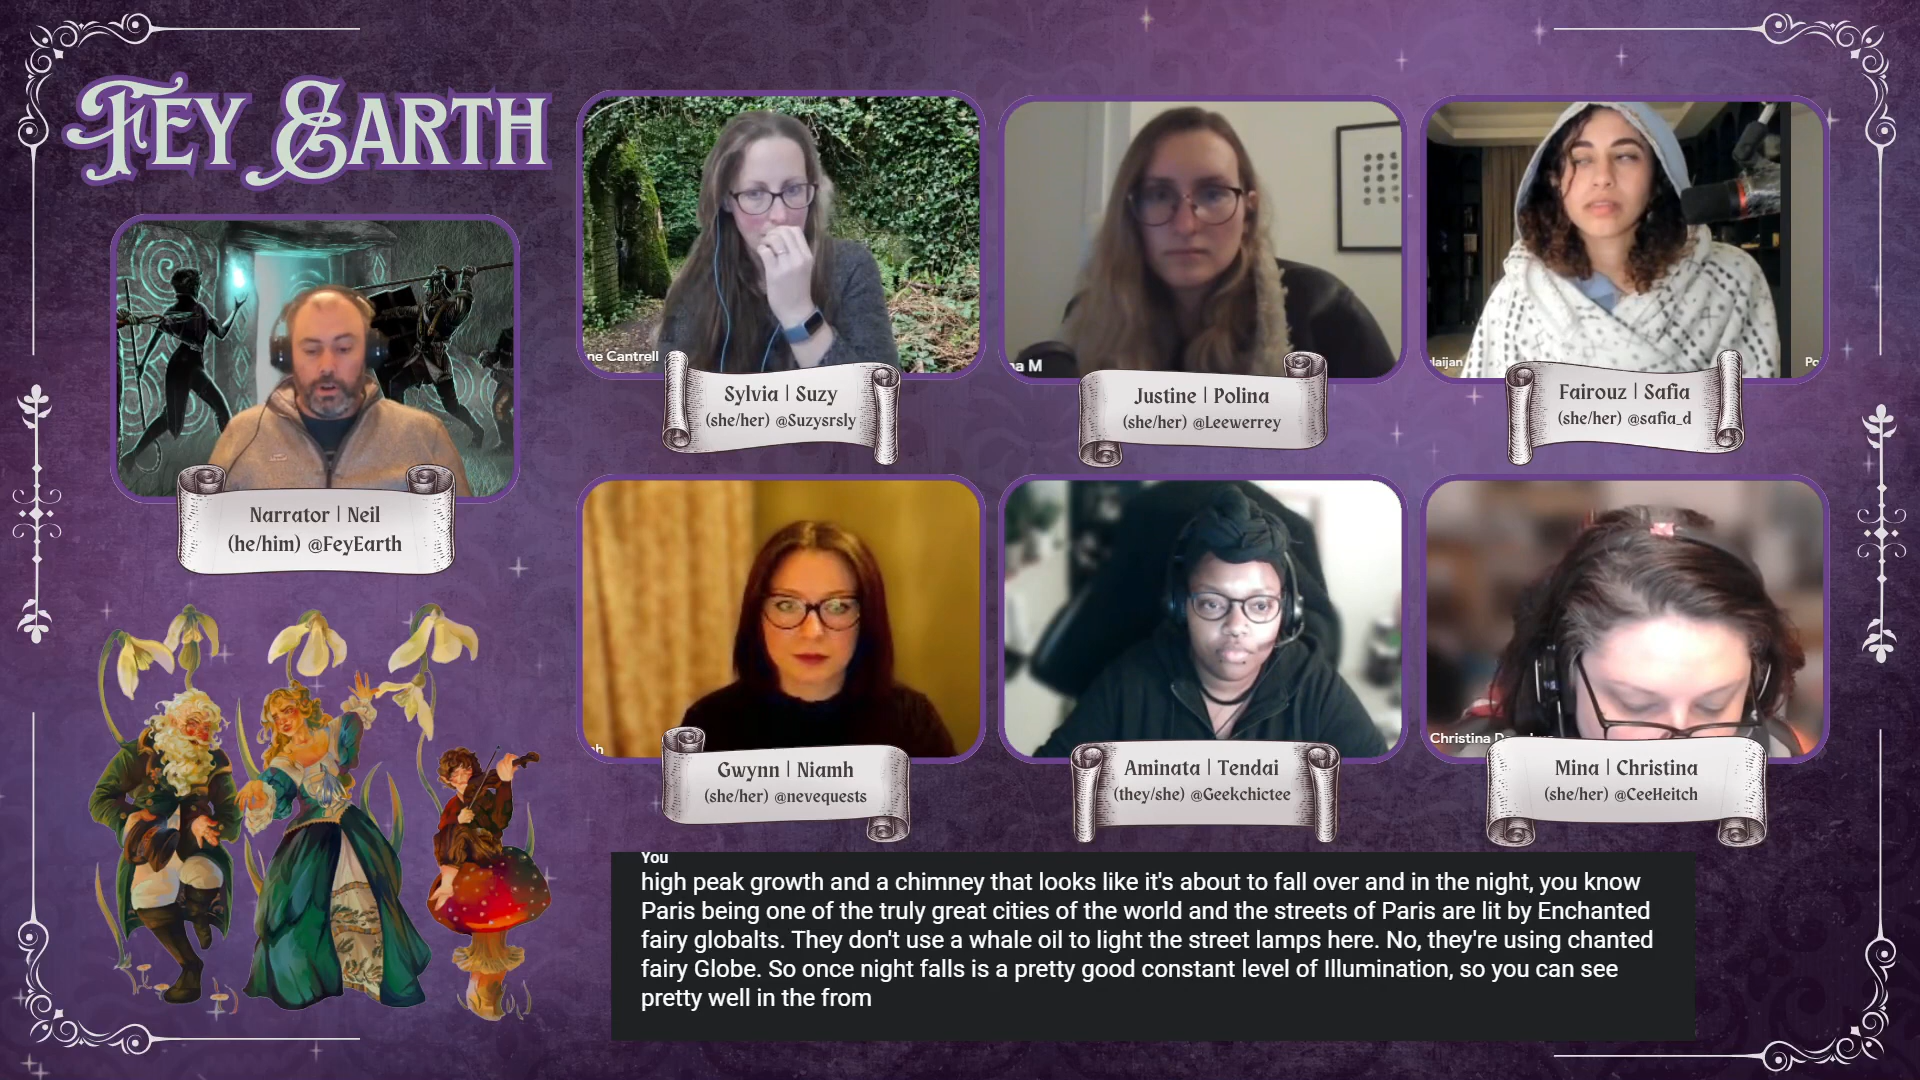 FEY EARTH
ne Cantrell
na M
laijan
Po
Sylvia | Suzy
(she/her) @Suzysrsly
Justine | Polina
(she/her) @Leewerrey
Fairouz | Safia
(she/her) @safia_d
Narrator | Neil
(he/him) @FeyEarth
h
Christina D
Gwynn | Niamh
(she/her) @nevequests
Aminata | Tendai
(they/she) @Geekchictee
Mina | Christina
(she/her) @CeeHeitch
You
high peak growth and a chimney that looks like it's about to fall over and in the night, you know
Paris being one of the truly great cities of the world and the streets of Paris are lit by Enchanted
fairy globalts. They don't use a whale oil to light the street lamps here. No, they're using chanted
fairy Globe. So once night falls is a pretty good constant level of Illumination, so you can see
pretty well in the from